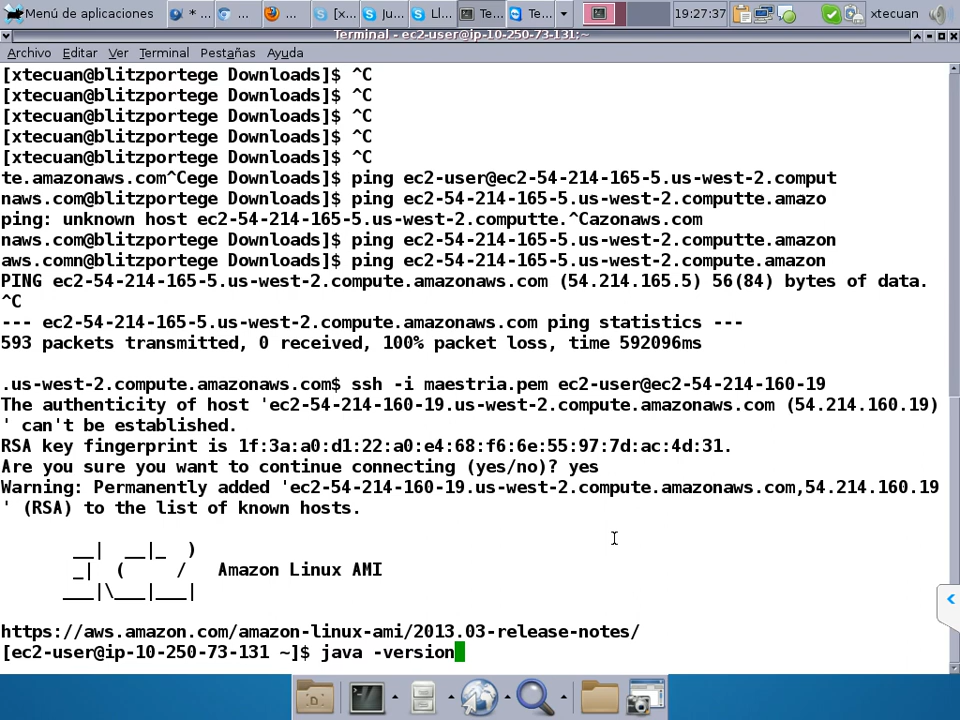 Menú de aplicaciones * ... ... ... [x... Ju... Ll... Te... Te... 19:27:37 xtecuan
Terminal - ec2-user@ip-10-250-73-131:~
Archivo Editar Ver Terminal Pestañas Ayuda
[xtecuan@blitzportege Downloads]$ ^C
[xtecuan@blitzportege Downloads]$ ^C
[xtecuan@blitzportege Downloads]$ ^C
[xtecuan@blitzportege Downloads]$ ^C
[xtecuan@blitzportege Downloads]$ ^C
te.amazonaws.com^Cege Downloads]$ ping ec2-user@ec2-54-214-165-5.us-west-2.comput
naws.com@blitzportege Downloads]$ ping ec2-54-214-165-5.us-west-2.computte.amazo
ping: unknown host ec2-54-214-165-5.us-west-2.computte.^Cazonaws.com
naws.com@blitzportege Downloads]$ ping ec2-54-214-165-5.us-west-2.computte.amazon
aws.comn@blitzportege Downloads]$ ping ec2-54-214-165-5.us-west-2.compute.amazon
PING ec2-54-214-165-5.us-west-2.compute.amazonaws.com (54.214.165.5) 56(84) bytes of data.
^C
--- ec2-54-214-165-5.us-west-2.compute.amazonaws.com ping statistics ---
593 packets transmitted, 0 received, 100% packet loss, time 592096ms
.us-west-2.compute.amazonaws.com$ ssh -i maestria.pem ec2-user@ec2-54-214-160-19
The authenticity of host 'ec2-54-214-160-19.us-west-2.compute.amazonaws.com (54.214.160.19)
' can't be established.
RSA key fingerprint is 1f:3a:a0:d1:22:a0:e4:68:f6:6e:55:97:7d:ac:4d:31.
Are you sure you want to continue connecting (yes/no)? yes
Warning: Permanently added 'ec2-54-214-160-19.us-west-2.compute.amazonaws.com,54.214.160.19
' (RSA) to the list of known hosts.
__| __|_ )
_| ( / Amazon Linux AMI
___|\___|___|
https://aws.amazon.com/amazon-linux-ami/2013.03-release-notes/
[ec2-user@ip-10-250-73-131 ~]$ java -version